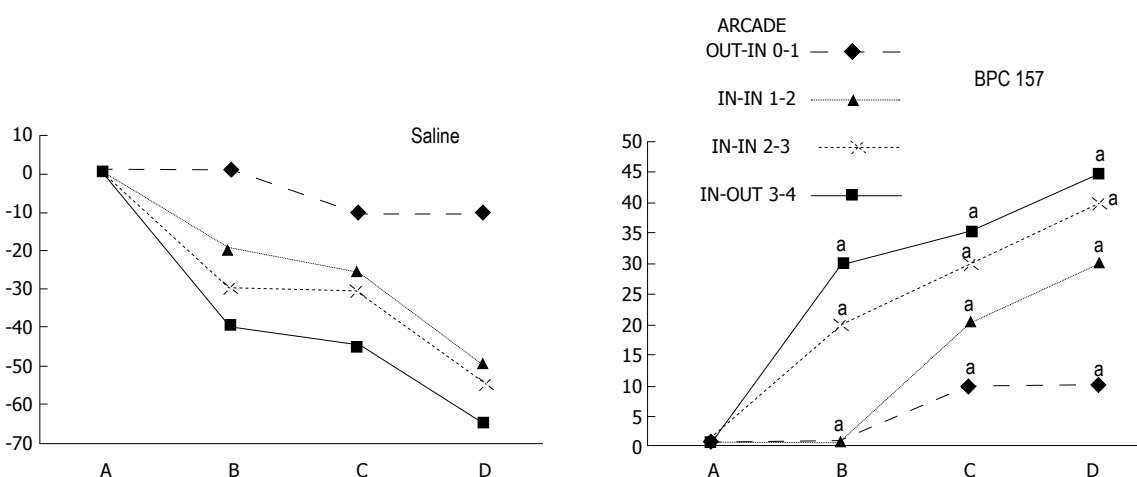 ARCADE
OUT-IN 0-1
IN-IN 1-2
IN-IN 2-3
IN-OUT 3-4
Saline
10
0
-10
-20
-30
-40
-50
-60
-70
A B C D
BPC 157
50
45
40
35
30
25
20
15
10
5
0
a
a
a
a
a
a
a
a
a
a
a
A B C D